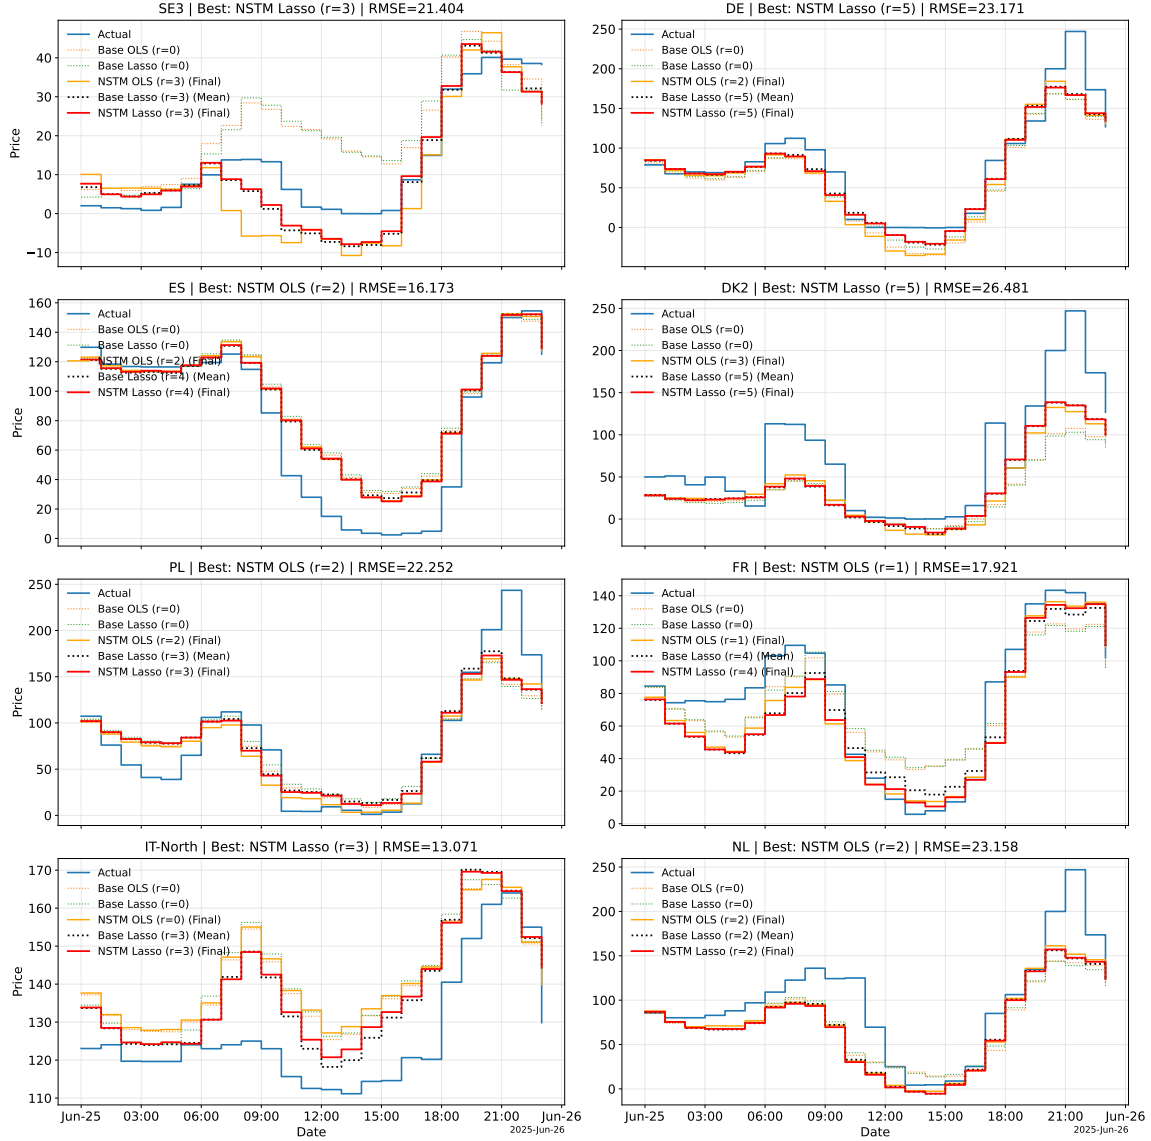 SE3 | Best: NSTM Lasso (r=3) | RMSE=21.404
Price
40
30
20
10
0
−10
Actual
Base OLS (r=0)
Base Lasso (r=0)
NSTM OLS (r=3) (Final)
Base Lasso (r=3) (Mean)
NSTM Lasso (r=3) (Final)
DE | Best: NSTM Lasso (r=5) | RMSE=23.171
250
200
150
100
50
0
Actual
Base OLS (r=0)
Base Lasso (r=0)
NSTM OLS (r=2) (Final)
Base Lasso (r=5) (Mean)
NSTM Lasso (r=5) (Final)
ES | Best: NSTM OLS (r=2) | RMSE=16.173
Price
160
140
120
100
80
60
40
20
0
Actual
Base OLS (r=0)
Base Lasso (r=0)
NSTM OLS (r=2) (Final)
Base Lasso (r=4) (Mean)
NSTM Lasso (r=4) (Final)
DK2 | Best: NSTM Lasso (r=5) | RMSE=26.481
250
200
150
100
50
0
Actual
Base OLS (r=0)
Base Lasso (r=0)
NSTM OLS (r=3) (Final)
Base Lasso (r=5) (Mean)
NSTM Lasso (r=5) (Final)
PL | Best: NSTM OLS (r=2) | RMSE=22.252
250
200
150
100
50
0
Actual
Base OLS (r=0)
Base Lasso (r=0)
NSTM OLS (r=2) (Final)
Base Lasso (r=3) (Mean)
NSTM Lasso (r=3) (Final)
FR | Best: NSTM OLS (r=1) | RMSE=17.921
140
120
100
80
60
40
20
0
Actual
Base OLS (r=0)
Base Lasso (r=0)
NSTM OLS (r=1) (Final)
Base Lasso (r=4) (Mean)
NSTM Lasso (r=4) (Final)
IT-North | Best: NSTM Lasso (r=3) | RMSE=13.071
Price
170
160
150
140
130
120
110
Actual
Base OLS (r=0)
Base Lasso (r=0)
NSTM OLS (r=0) (Final)
Base Lasso (r=3) (Mean)
NSTM Lasso (r=3) (Final)
Jun-25 03:00 06:00 09:00 12:00 15:00 18:00 21:00 Jun-26
Date
2025-Jun-26
NL | Best: NSTM OLS (r=2) | RMSE=23.158
250
200
150
100
50
0
Actual
Base OLS (r=0)
Base Lasso (r=0)
NSTM OLS (r=2) (Final)
Base Lasso (r=2) (Mean)
NSTM Lasso (r=2) (Final)
Jun-25 03:00 06:00 09:00 12:00 15:00 18:00 21:00 Jun-26
Date
2025-Jun-26